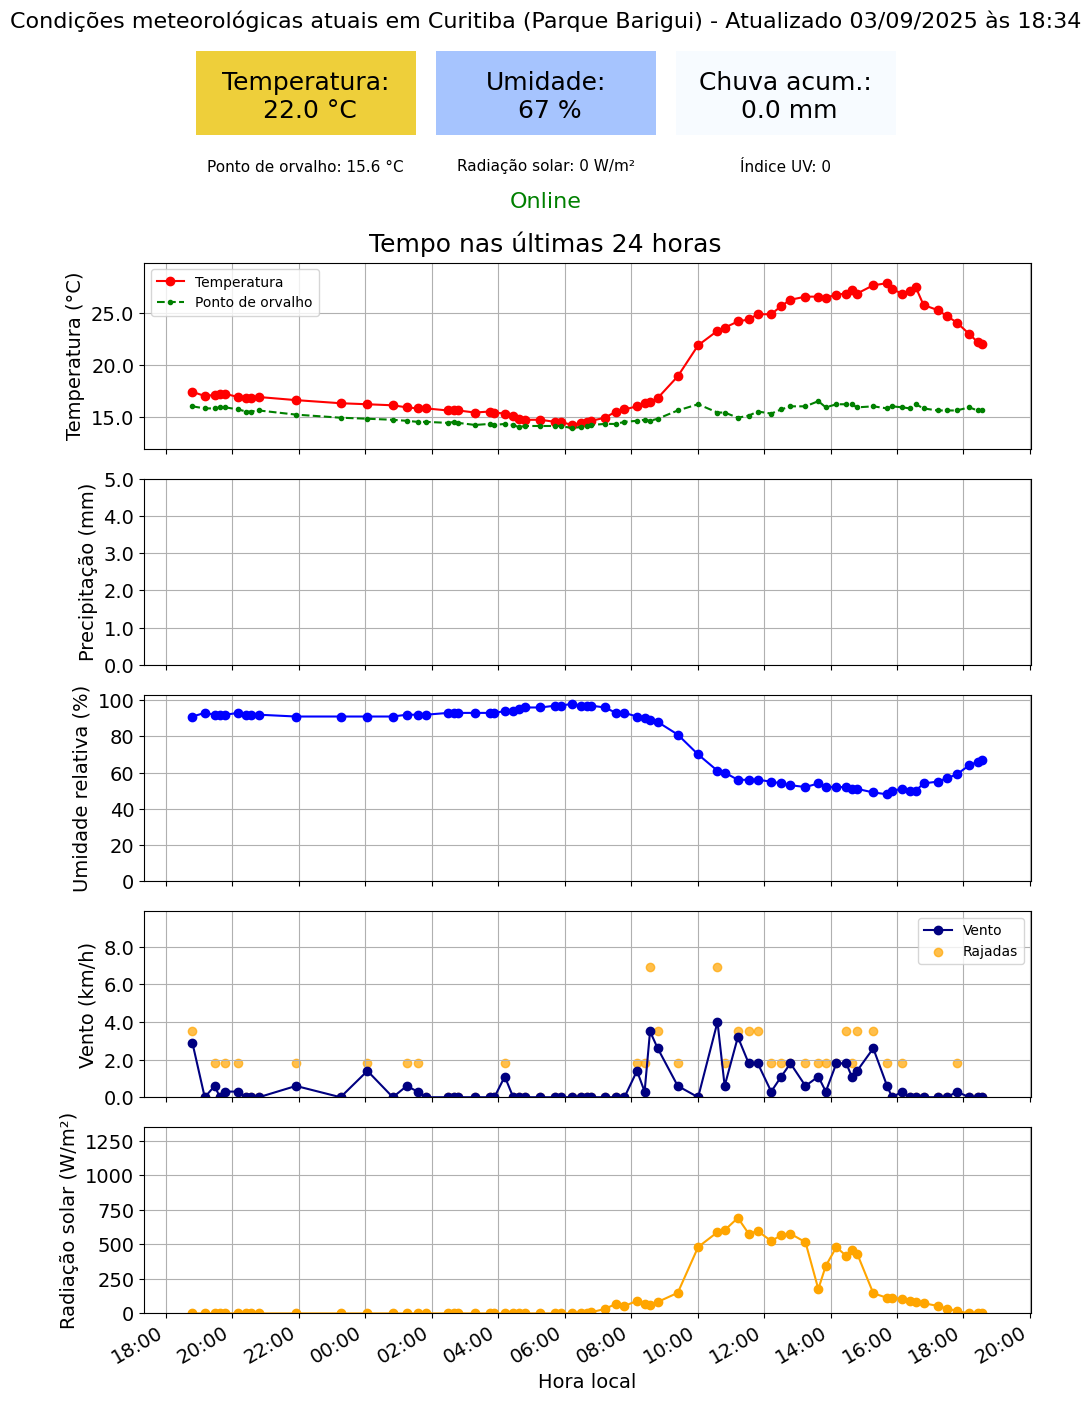 Condições meteorológicas atuais em Curitiba (Parque Barigui) - Atualizado 03/09/2025 às 18:34
Temperatura:
22.0 °C
Umidade:
67 %
Chuva acum.:
0.0 mm
Ponto de orvalho: 15.6 °C
Radiação solar: 0 W/m²
Índice UV: 0
Online
Tempo nas últimas 24 horas
Temperatura (°C)
25.0
20.0
15.0
Temperatura
Ponto de orvalho
Precipitação (mm)
5.0
4.0
3.0
2.0
1.0
0.0
Umidade relativa (%)
100
80
60
40
20
0
Vento (km/h)
8.0
6.0
4.0
2.0
0.0
Vento
Rajadas
Radiação solar (W/m²)
1250
1000
750
500
250
0
18:00 20:00 22:00 00:00 02:00 04:00 06:00 08:00 10:00 12:00 14:00 16:00 18:00 20:00
Hora local